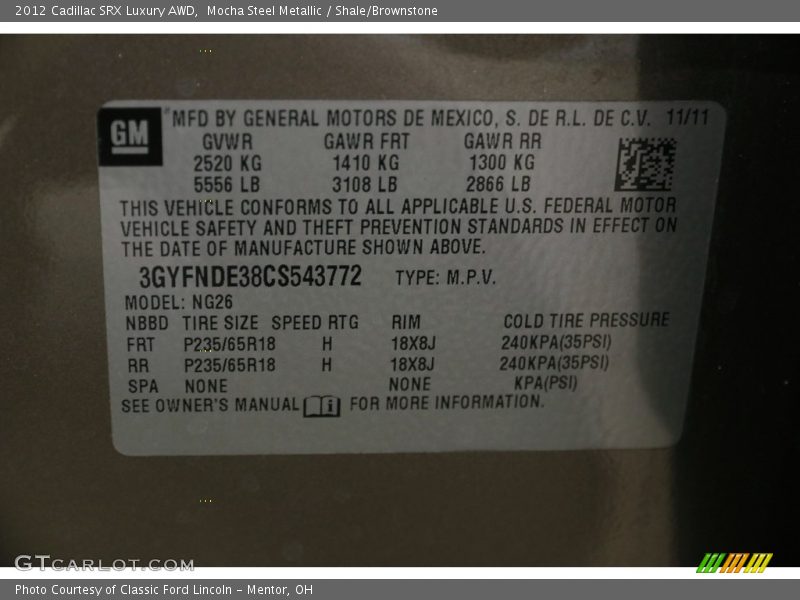 2012 Cadillac SRX Luxury AWD,  Mocha Steel Metallic / Shale/Brownstone
GM
MFD BY GENERAL MOTORS DE MEXICO, S. DE R.L. DE C.V. 11/11
GVWR GAWR FRT GAWR RR
2520 KG 1410 KG 1300 KG
5556 LB 3108 LB 2866 LB
THIS VEHICLE CONFORMS TO ALL APPLICABLE U.S. FEDERAL MOTOR
VEHICLE SAFETY AND THEFT PREVENTION STANDARDS IN EFFECT ON
THE DATE OF MANUFACTURE SHOWN ABOVE.
3GYFNDE38CS543772 TYPE: M.P.V.
MODEL: NG26
NBBD TIRE SIZE SPEED RTG RIM COLD TIRE PRESSURE
FRT P235/65R18 H 18X8J 240KPA(35PSI)
RR P235/65R18 H 18X8J 240KPA(35PSI)
SPA NONE NONE KPA(PSI)
SEE OWNER'S MANUAL i FOR MORE INFORMATION.
GTCARLOT.COM
Photo Courtesy of Classic Ford Lincoln - Mentor, OH